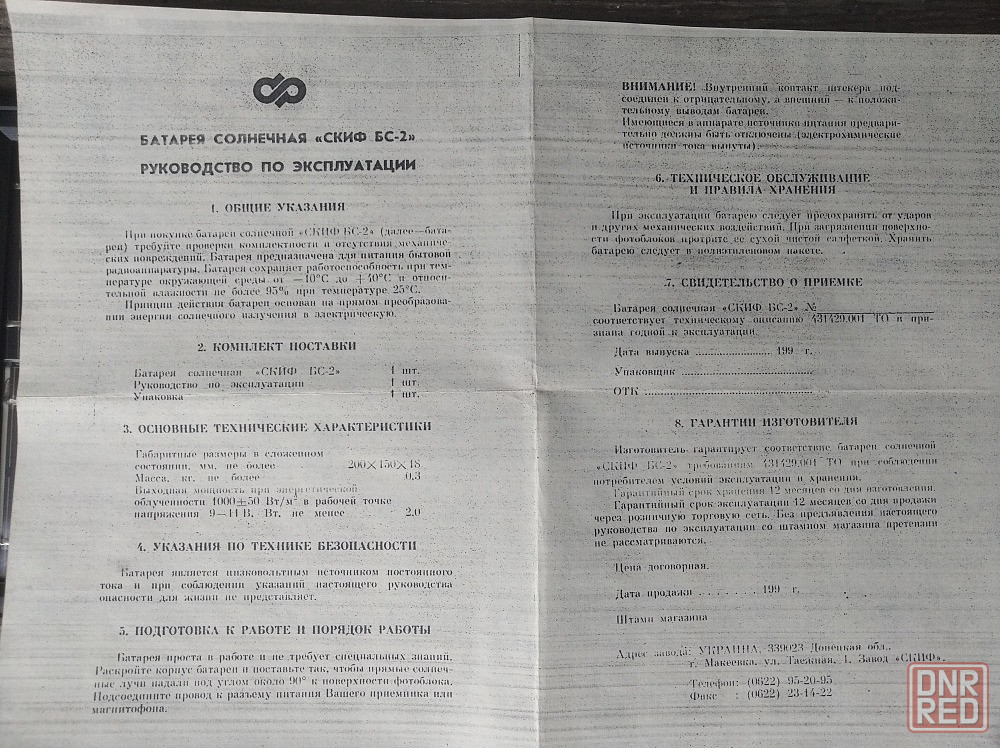 БАТАРЕЯ СОЛНЕЧНАЯ «СКИФ БС-2»
РУКОВОДСТВО ПО ЭКСПЛУАТАЦИИ
1. ОБЩИЕ УКАЗАНИЯ
При покупке батареи солнечной «СКИФ БС-2» (далее—бата-
реи) требуйте проверки комплектности и отсутствия механиче-
ских повреждений. Батарея предназначена для питания бытовой
радиоаппаратуры. Батарея сохраняет работоспособность при тем-
пературе окружающей среды от —10°С до +40°С и относи-
тельной влажности не более 95% при температуре 25°С.
Принцип действия батареи основан на прямом преобразова-
нии энергии солнечного излучения в электрическую.
2. КОМПЛЕКТ ПОСТАВКИ
Батарея солнечная «СКИФ БС-2» 1 шт.
Руководство по эксплуатации 1 шт.
Упаковка 1 шт.
3. ОСНОВНЫЕ ТЕХНИЧЕСКИЕ ХАРАКТЕРИСТИКИ
Габаритные размеры в сложенном
состоянии, мм, не более 200×150×18
Масса, кг, не более 0,3
Выходная мощность при энергетической
облученности 1000±50 Вт/м² в рабочей точке
напряжения 9—11 В, Вт, не менее 2,0
4. УКАЗАНИЯ ПО ТЕХНИКЕ БЕЗОПАСНОСТИ
Батарея является низковольтным источником постоянного
тока и при соблюдении указаний настоящего руководства
опасности для жизни не представляет.
5. ПОДГОТОВКА К РАБОТЕ И ПОРЯДОК РАБОТЫ
Батарея проста в работе и не требует специальных знаний.
Раскройте корпус батареи и поставьте так, чтобы прямые солнеч-
ные лучи падали под углом около 90° к поверхности фотоблока.
Подсоедините провод к разъему питания Вашего приемника или
магнитофона.
ВНИМАНИЕ! Внутренний контакт штекера под-
соединен к отрицательному, а внешний — к положи-
тельному выводам батареи.
Имеющиеся в аппарате источники питания предвари-
тельно должны быть отключены (электрохимические
источники тока вынуты).
6. ТЕХНИЧЕСКОЕ ОБСЛУЖИВАНИЕ
И ПРАВИЛА ХРАНЕНИЯ
При эксплуатации батарею следует предохранять от ударов
и других механических воздействий. При загрязнении поверхно-
сти фотоблоков протрите ее сухой чистой салфеткой. Хранить
батарею следует в полиэтиленовом пакете.
7. СВИДЕТЕЛЬСТВО О ПРИЕМКЕ
Батарея солнечная «СКИФ БС-2» №
соответствует техническому описанию 431429.001 ТО и при-
знана годной к эксплуатации.
Дата выпуска ........................ 199 г.
Упаковщик ........................................
ОТК ....................................................
8. ГАРАНТИИ ИЗГОТОВИТЕЛЯ
Изготовитель гарантирует соответствие батареи солнечной
«СКИФ БС-2» требованиям 431429.001 ТО при соблюдении
потребителем условий эксплуатации и хранения.
Гарантийный срок хранения 12 месяцев со дня изготовления.
Гарантийный срок эксплуатации 12 месяцев со дня продажи
через розничную торговую сеть. Без предъявления настоящего
руководства по эксплуатации со штампом магазина претензии
не рассматриваются.
Цена договорная.
Дата продажи . . . . . . . . 199 г.
Штамп магазина
Адрес завода: УКРАИНА, 339023 Донецкая обл.,
г. Макеевка, ул. Таежная, 1. Завод «СКИФ».
Телефон: (0622) 95-20-95
Факс : (0622) 23-14-22
DNR
RED